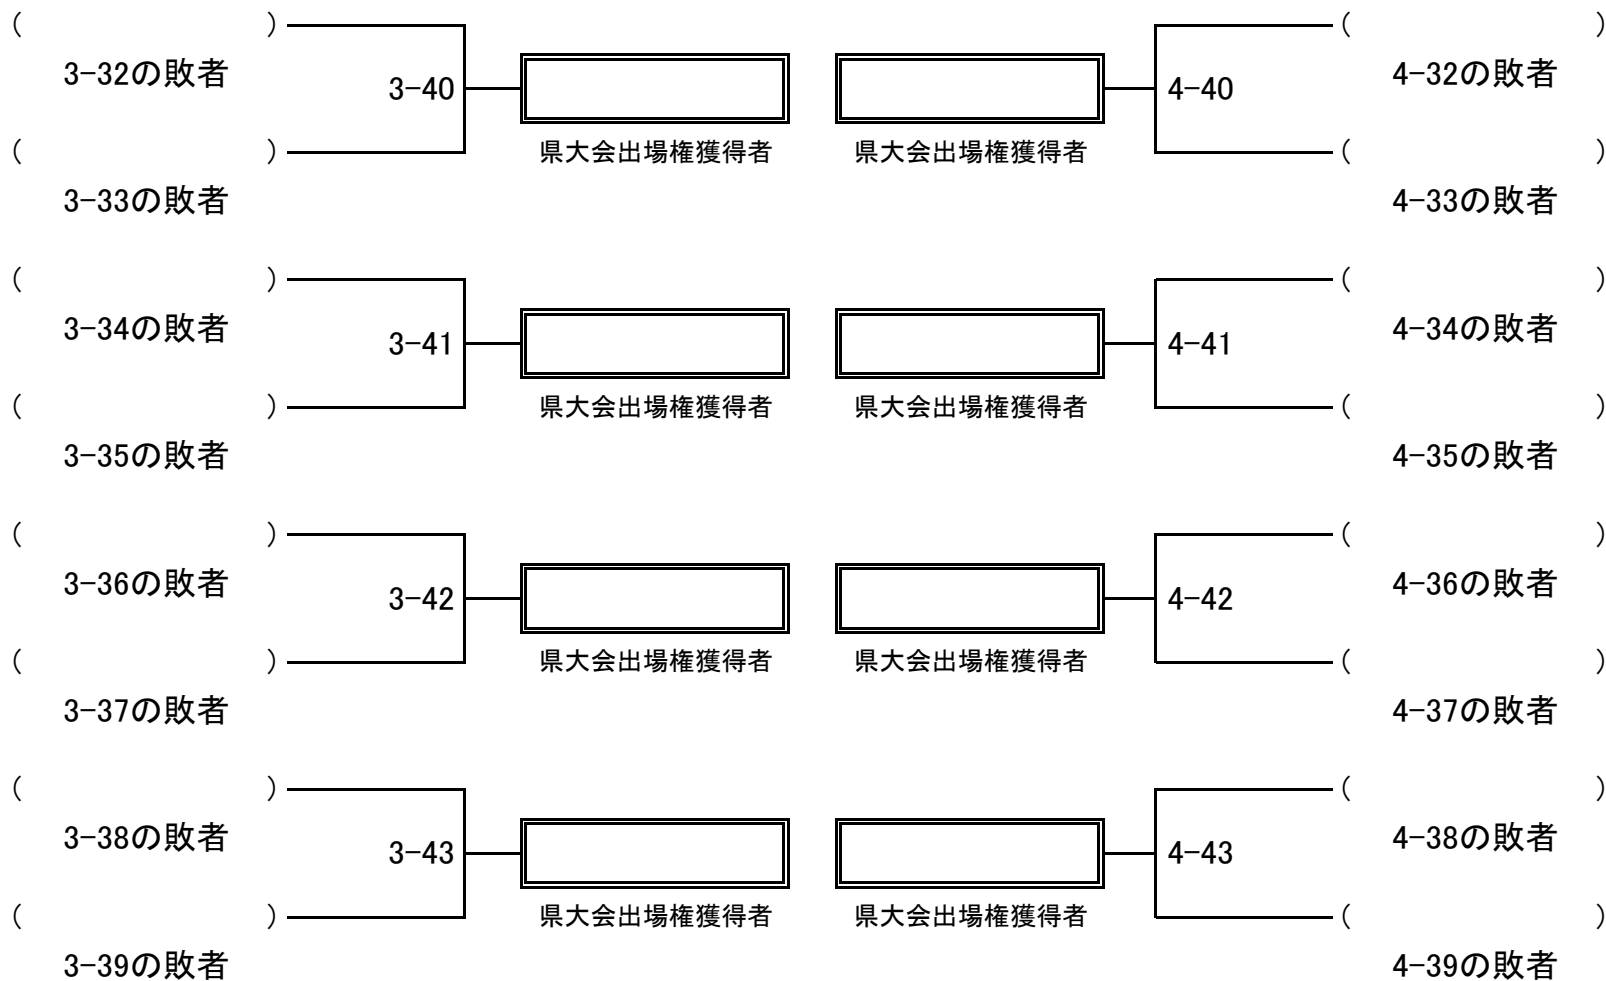 ( ) ( )
3-32の敗者 4-32の敗者
3-40 4-40
( ) 県大会出場権獲得者 県大会出場権獲得者 ( )
3-33の敗者 4-33の敗者
( ) ( )
3-34の敗者 4-34の敗者
3-41 4-41
( ) 県大会出場権獲得者 県大会出場権獲得者 ( )
3-35の敗者 4-35の敗者
( ) ( )
3-36の敗者 4-36の敗者
3-42 4-42
( ) 県大会出場権獲得者 県大会出場権獲得者 ( )
3-37の敗者 4-37の敗者
( ) ( )
3-38の敗者 4-38の敗者
3-43 4-43
( ) 県大会出場権獲得者 県大会出場権獲得者 ( )
3-39の敗者 4-39の敗者